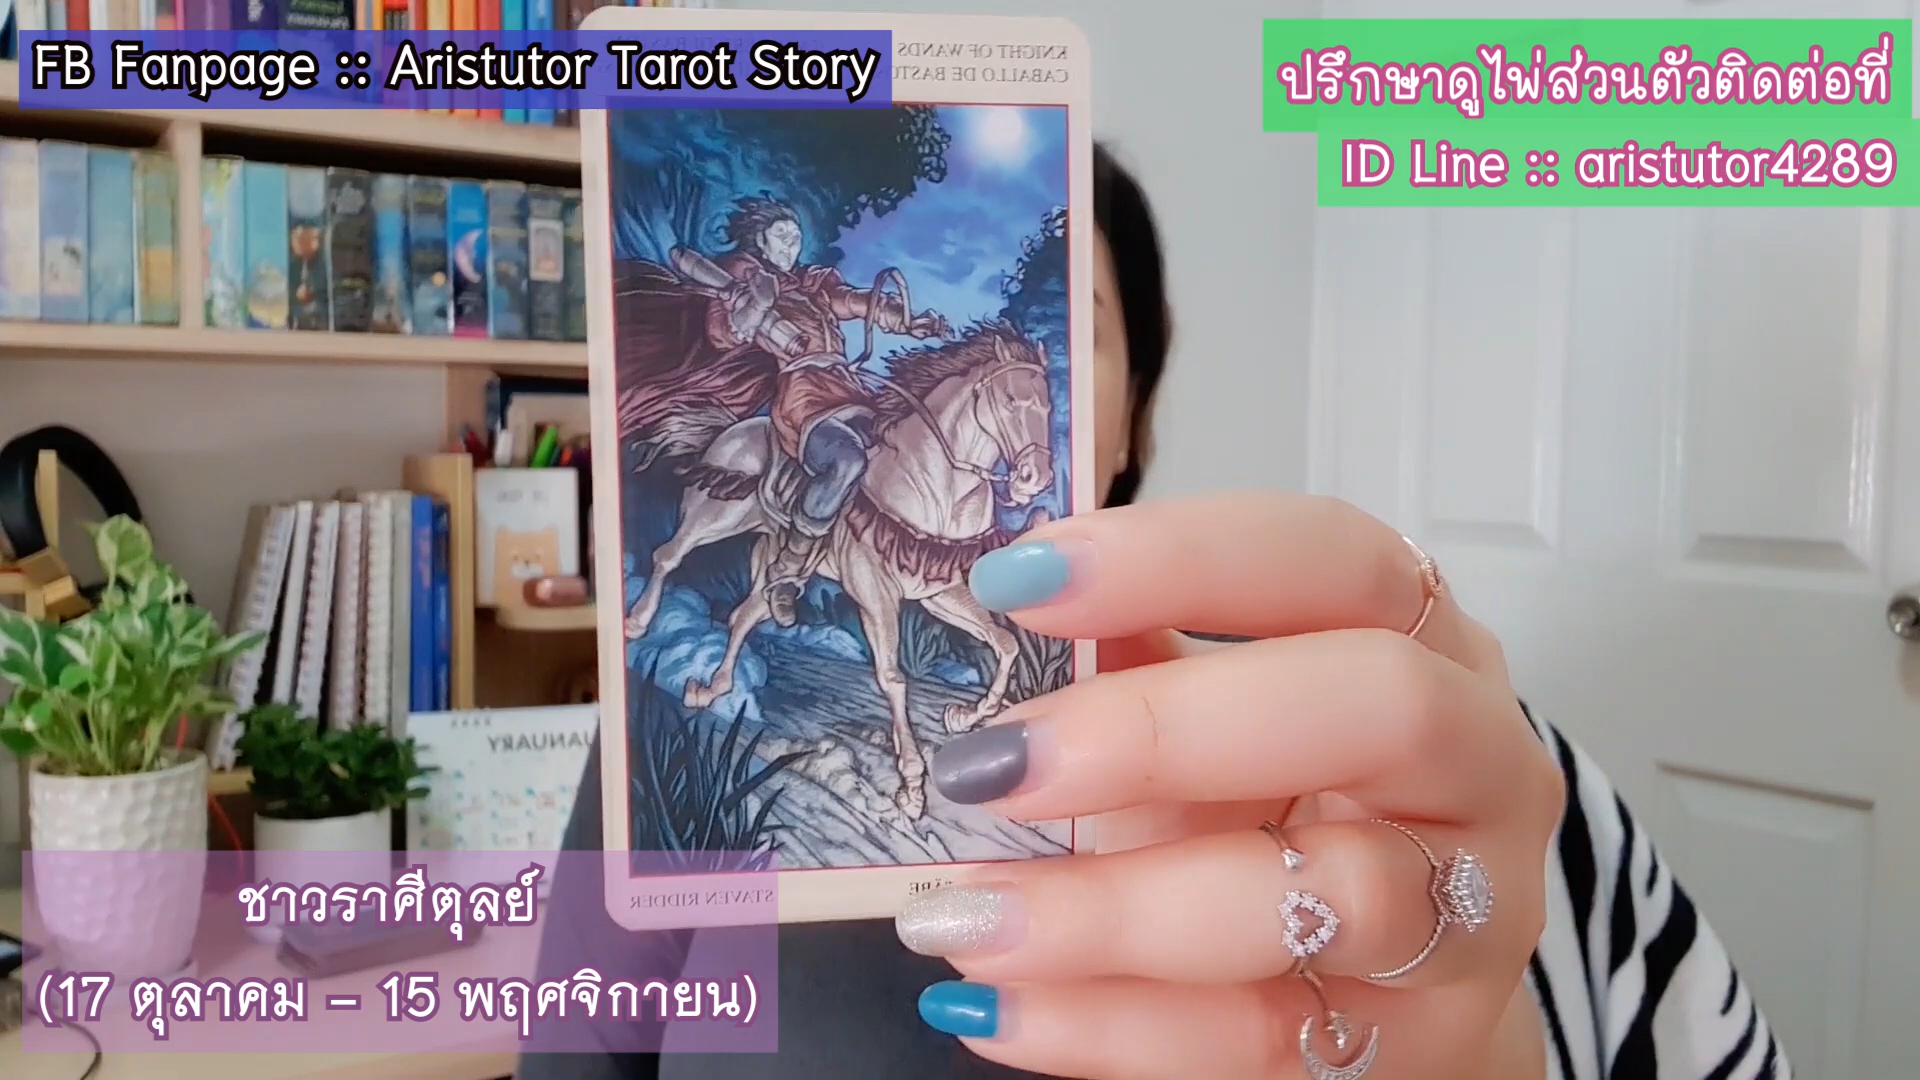 FB Fanpage :: Aristutor Tarot Story
ปรึกษาดูไพ่ส่วนตัวติดต่อที่
ID Line :: aristutor4289
KNIGHT OF WANDS
CABALLO DE BASTOS
JANUARY
STAVEN RIDDER
ชาวราศีตุลย์
(17 ตุลาคม – 15 พฤศจิกายน)